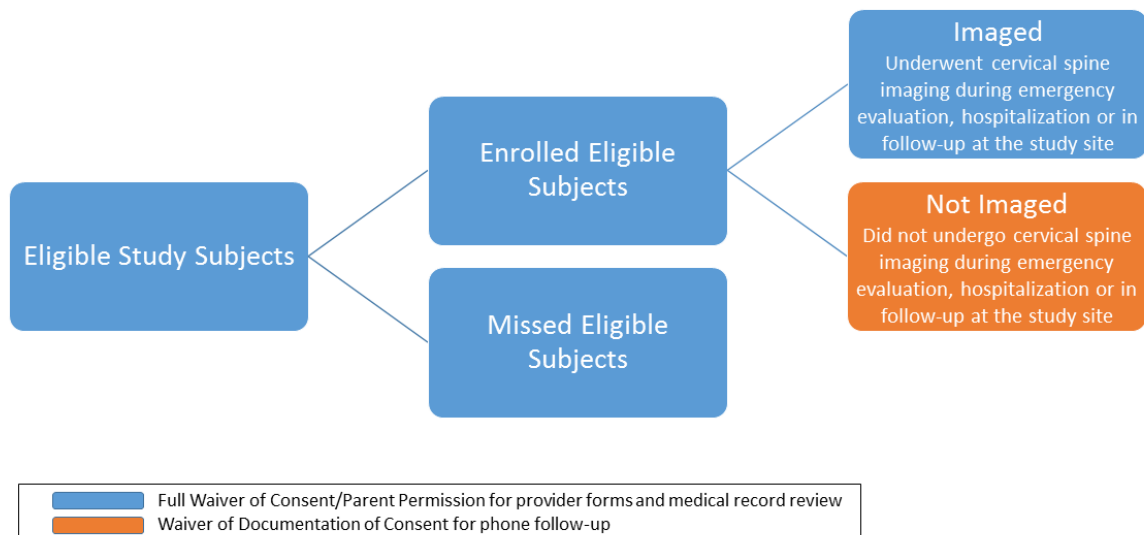 Eligible Study Subjects
Enrolled Eligible
Subjects
Missed Eligible
Subjects
Imaged
Underwent cervical spine
imaging during emergency
evaluation, hospitalization or in
follow-up at the study site
Not Imaged
Did not undergo cervical spine
imaging during emergency
evaluation, hospitalization or in
follow-up at the study site
Full Waiver of Consent/Parent Permission for provider forms and medical record review
Waiver of Documentation of Consent for phone follow-up